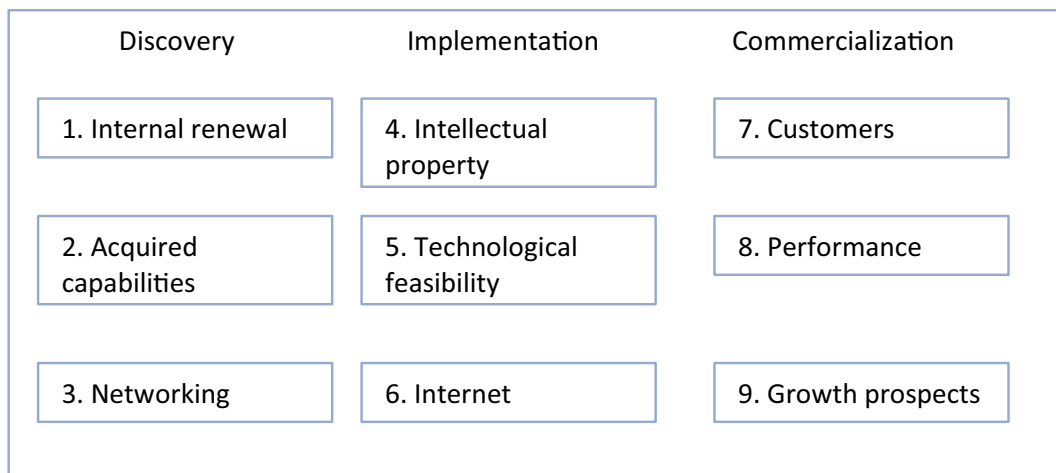 Discovery
Implementation
Commercialization
1. Internal renewal
4. Intellectual
property
7. Customers
2. Acquired
capabilities
5. Technological
feasibility
8. Performance
3. Networking
6. Internet
9. Growth prospects